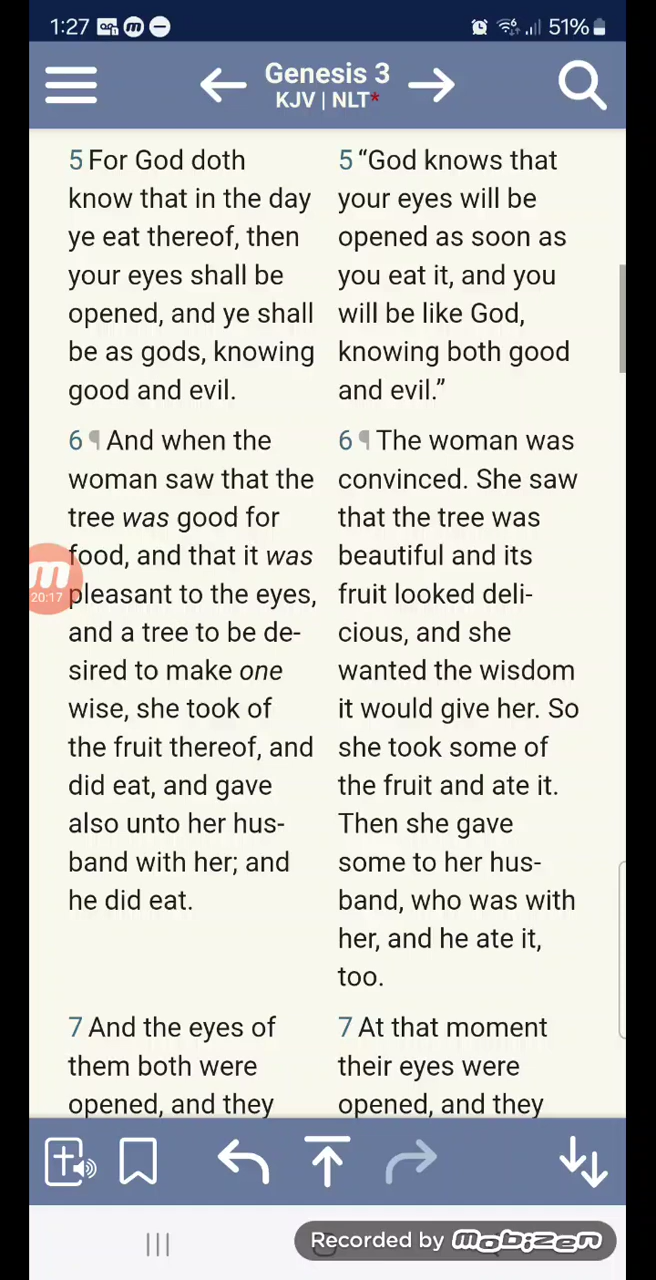 1:27
51%
Genesis 3
KJV | NLT*
5 For God doth
know that in the day
ye eat thereof, then
your eyes shall be
opened, and ye shall
be as gods, knowing
good and evil.
6 ¶ And when the
woman saw that the
tree was good for
food, and that it was
pleasant to the eyes,
and a tree to be de-
sired to make one
wise, she took of
the fruit thereof, and
did eat, and gave
also unto her hus-
band with her; and
he did eat.
7 And the eyes of
them both were
opened, and they
5 “God knows that
your eyes will be
opened as soon as
you eat it, and you
will be like God,
knowing both good
and evil.”
6 ¶ The woman was
convinced. She saw
that the tree was
beautiful and its
fruit looked deli-
cious, and she
wanted the wisdom
it would give her. So
she took some of
the fruit and ate it.
Then she gave
some to her hus-
band, who was with
her, and he ate it,
too.
7 At that moment
their eyes were
opened, and they
m
20:17
Recorded by mobizen